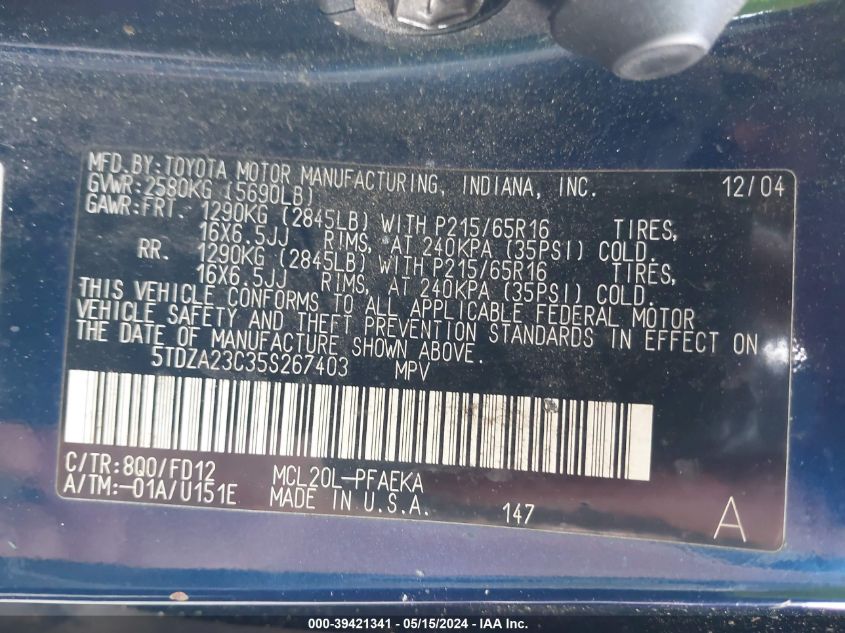 MFD.BY:TOYOTA MOTOR MANUFACTURING, INDIANA, INC. 12/04
GVWR:2580KG (5690LB)
GAWR:FRT. 1290KG (2845LB) WITH P215/65R16 TIRES,
16X6.5JJ RIMS, AT 240KPA (35PSI) COLD.
RR. 1290KG (2845LB) WITH P215/65R16 TIRES,
16X6.5JJ RIMS, AT 240KPA (35PSI) COLD.
THIS VEHICLE CONFORMS TO ALL APPLICABLE FEDERAL MOTOR
VEHICLE SAFETY AND THEFT PREVENTION STANDARDS IN EFFECT ON
THE DATE OF MANUFACTURE SHOWN ABOVE.
5TDZA23C35S267403 MPV
C/TR:8Q0/FD12 MCL20L-PFAEKA
A/TM:-01A/U151E MADE IN U.S.A. 147 A
000-39421341 - 05/15/2024 - IAA Inc.